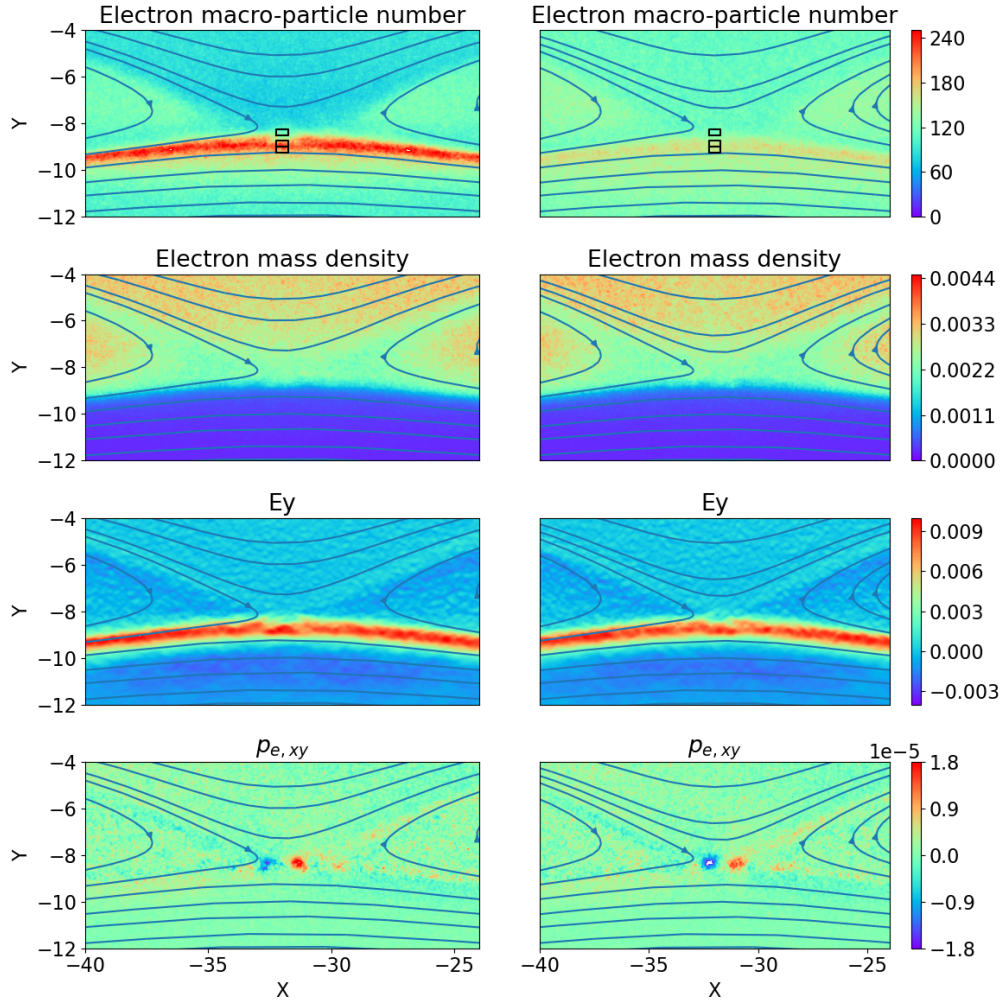 Electron macro-particle number Electron macro-particle number
−4 240
−6 180
Y −8 120
−10 60
−12 0
Electron mass density Electron mass density
−4 0.0044
−6 0.0033
Y −8 0.0022
−10 0.0011
−12 0.0000
Ey Ey
−4 0.009
−6 0.006
Y −8 0.003
−10 0.000
−12 −0.003
p_{e, xy} p_{e, xy} 1e−5
−4 1.8
−6 0.9
Y −8 0.0
−10 −0.9
−12 −1.8
−40 −35 −30 −25 −40 −35 −30 −25
X X